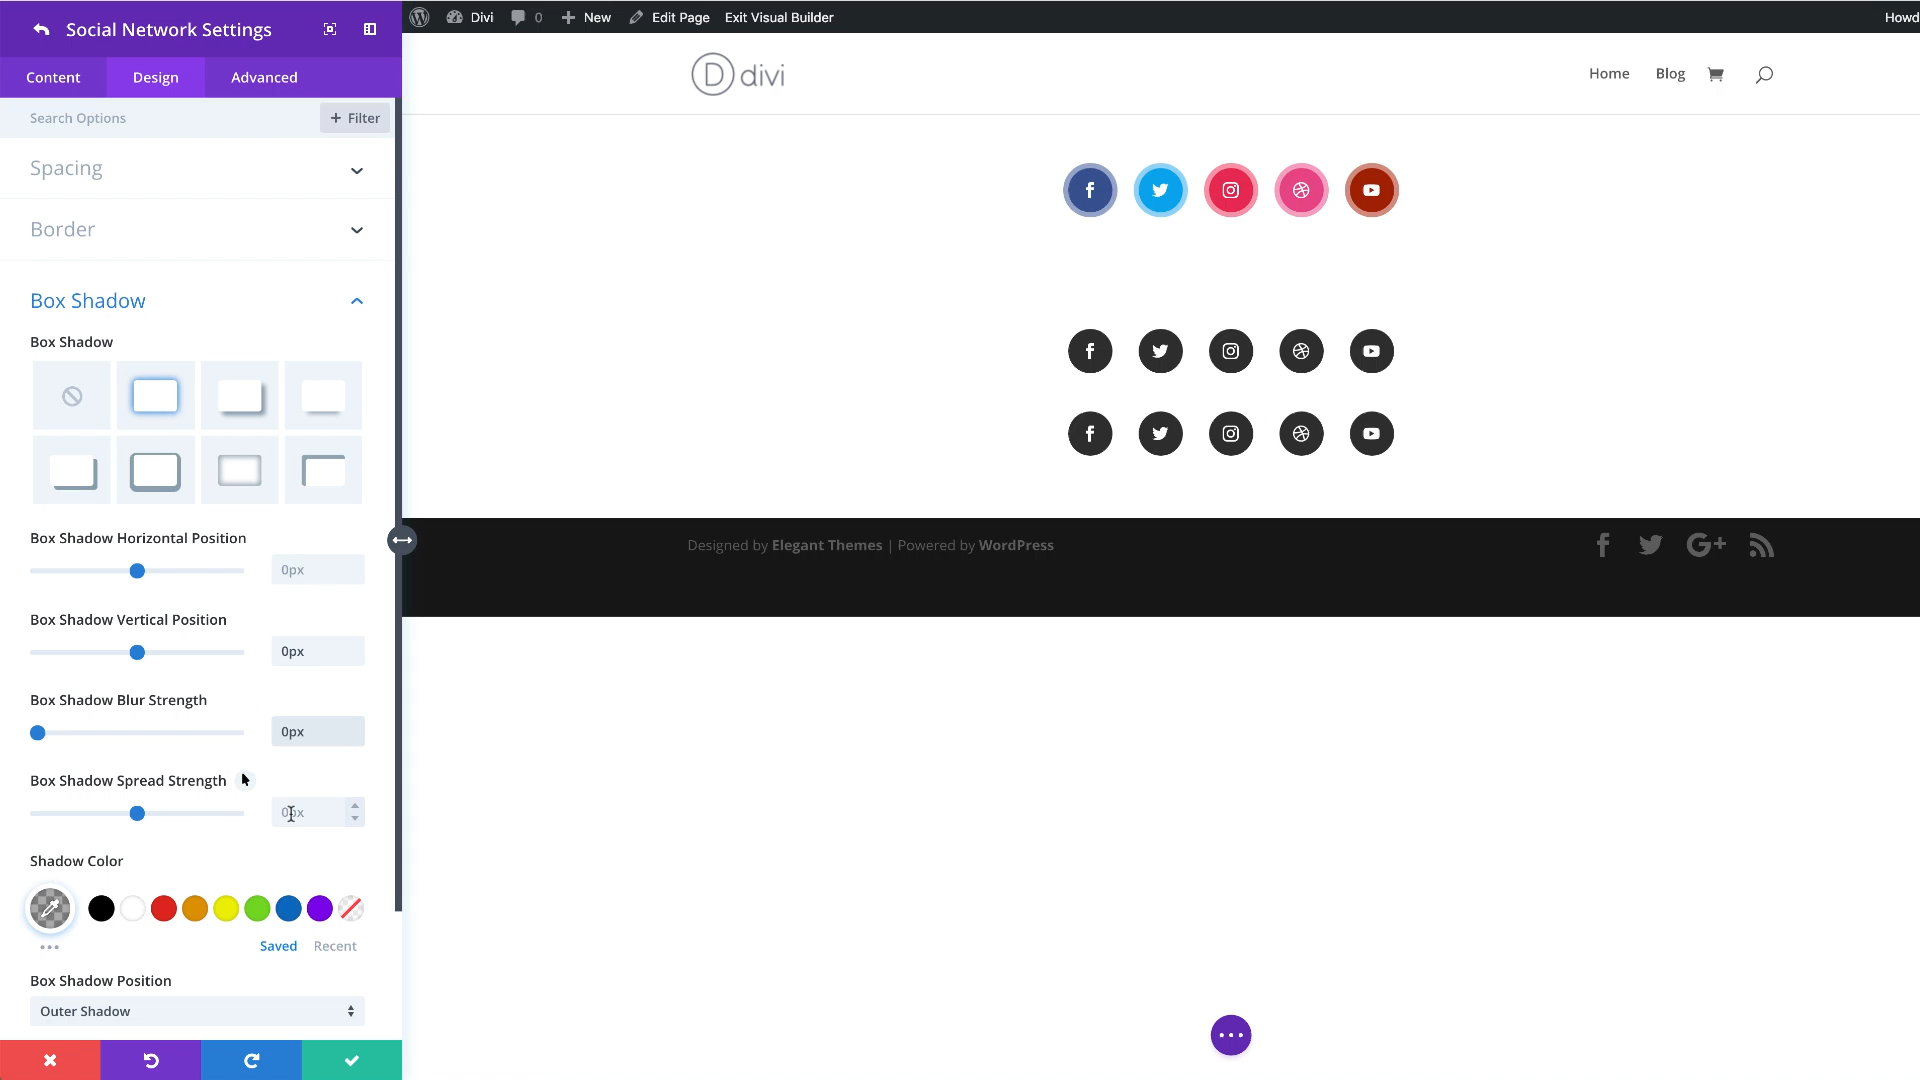 Social Network Settings
Divi
0
New
Edit Page
Exit Visual Builder
Howd
Content
Design
Advanced
Search Options
+ Filter
D divi
Home
Blog
Spacing
Border
Box Shadow
Box Shadow
Box Shadow Horizontal Position
0px
Box Shadow Vertical Position
0px
Box Shadow Blur Strength
0px
Box Shadow Spread Strength
0px
Shadow Color
Saved
Recent
Box Shadow Position
Outer Shadow
Designed by Elegant Themes | Powered by WordPress
G+